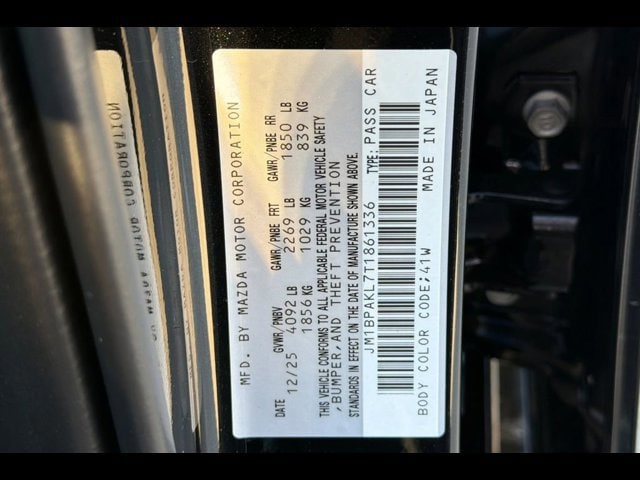 MFD. BY MAZDA MOTOR CORPORATION
DATE GVWR/PNBV GAWR/PNBE FRT GAWR/PNBE RR
12/25 4092 LB 2269 LB 1850 LB
1856 KG 1029 KG 839 KG
THIS VEHICLE CONFORMS TO ALL APPLICABLE FEDERAL MOTOR VEHICLE SAFETY
,BUMPER,AND THEFT PREVENTION
STANDARDS IN EFFECT ON THE DATE OF MANUFACTURE SHOWN ABOVE.
JM1BPAKL7T1861336 TYPE: PASS CAR
BODY COLOR CODE:41W MADE IN JAPAN
MAZDA MOTOR CORPORATION